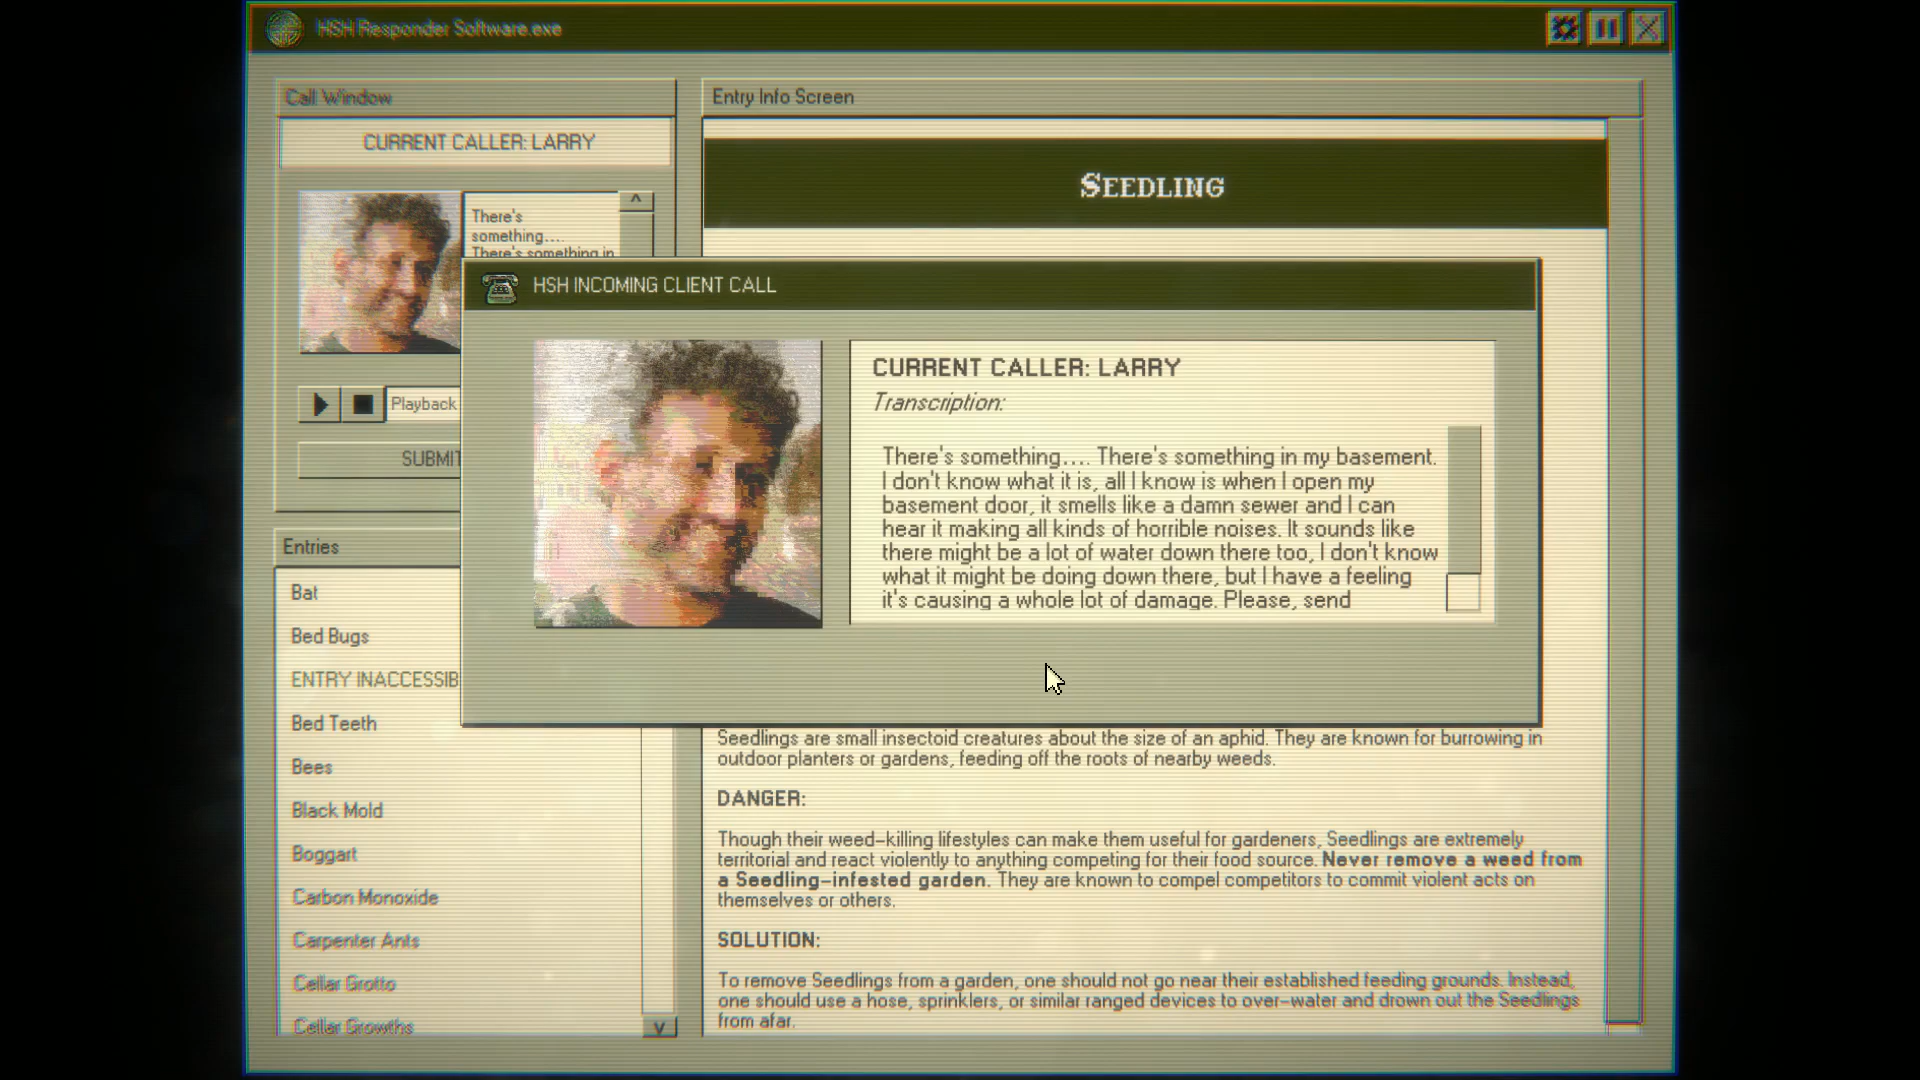 HSH Responder Software.exe
Call Window
CURRENT CALLER: LARRY
There's
something....
There's something in
Playback
SUBMIT
Entries
Bat
Bed Bugs
ENTRY INACCESSIB
Bed Teeth
Bees
Black Mold
Boggart
Carbon Monoxide
Carpenter Ants
Cellar Grotto
Cellar Growths
Entry Info Screen
SEEDLING
HSH INCOMING CLIENT CALL
CURRENT CALLER: LARRY
Transcription:
There's something.... There's something in my basement.
I don't know what it is, all I know is when I open my
basement door, it smells like a damn sewer and I can
hear it making all kinds of horrible noises. It sounds like
there might be a lot of water down there too, I don't know
what it might be doing down there, but I have a feeling
it's causing a whole lot of damage. Please, send
Seedlings are small insectoid creatures about the size of an aphid. They are known for burrowing in
outdoor planters or gardens, feeding off the roots of nearby weeds.
DANGER:
Though their weed-killing lifestyles can make them useful for gardeners, Seedlings are extremely
territorial and react violently to anything competing for their food source. Never remove a weed from
a Seedling-infested garden. They are known to compel competitors to commit violent acts on
themselves or others.
SOLUTION:
To remove Seedlings from a garden, one should not go near their established feeding grounds. Instead,
one should use a hose, sprinklers, or similar ranged devices to over-water and drown out the Seedlings
from afar.